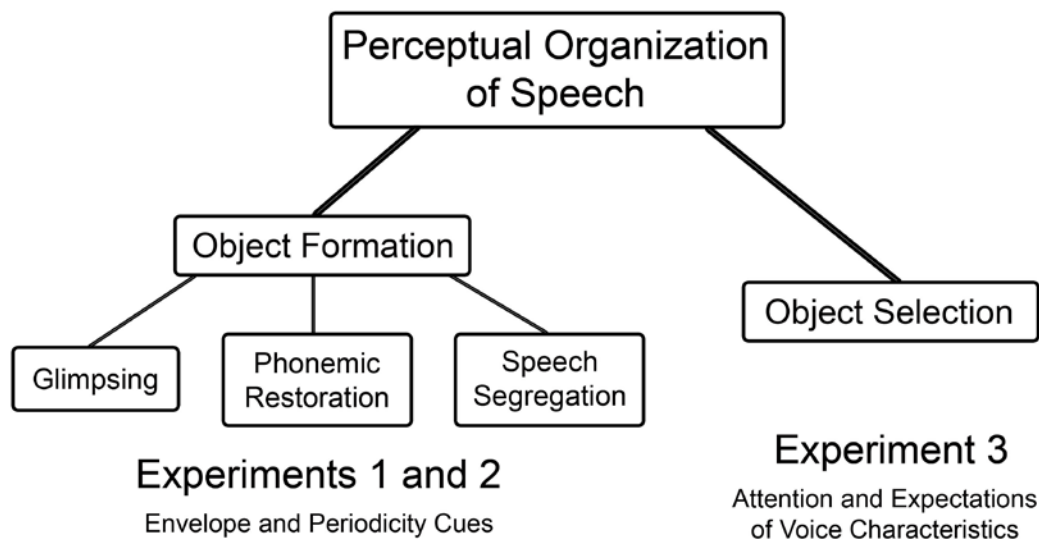 Perceptual Organization
of Speech
Object Formation
Object Selection
Glimpsing
Phonemic
Restoration
Speech
Segregation
Experiments 1 and 2
Envelope and Periodicity Cues
Experiment 3
Attention and Expectations
of Voice Characteristics